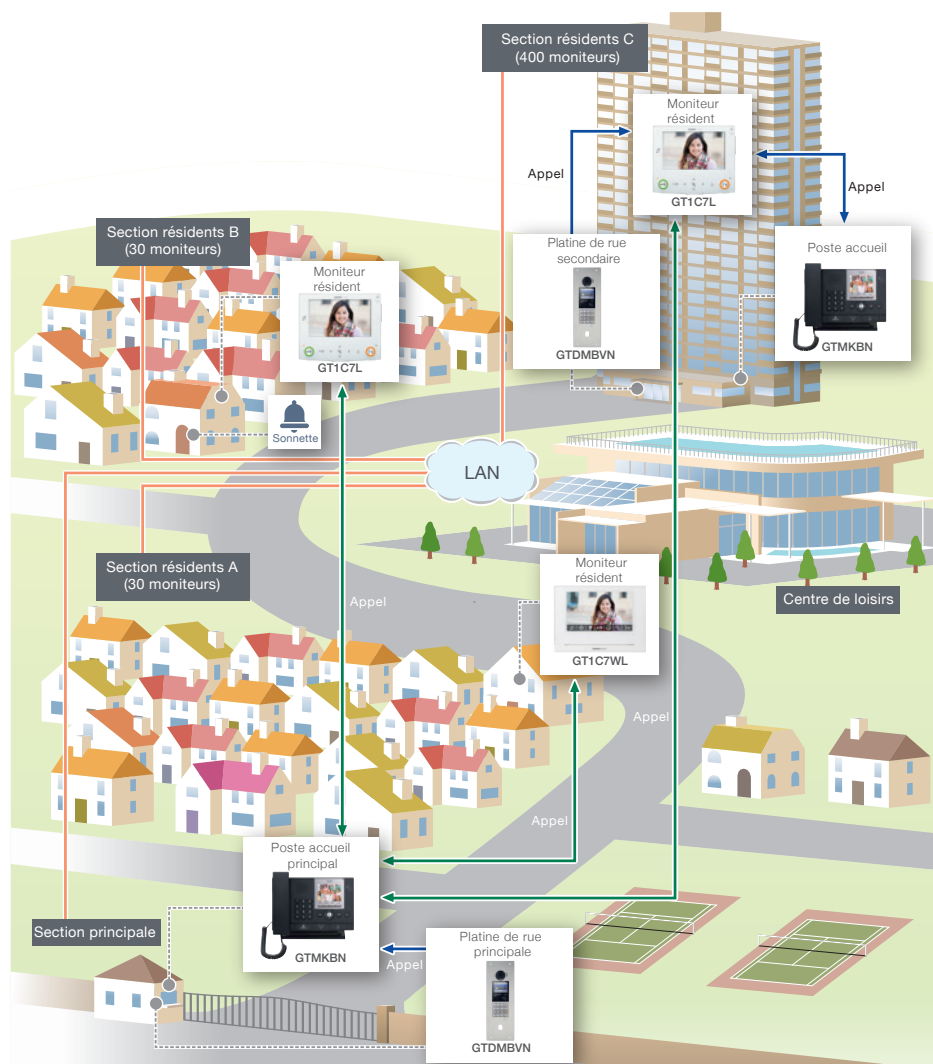 Section résidents C
(400 moniteurs)
Moniteur
résident
GT1C7L
Appel
Appel
Section résidents B
(30 moniteurs)
Platine de rue
secondaire
GTDMBVN
Poste accueil
GTMKBN
Moniteur
résident
GT1C7L
Sonnette
LAN
Section résidents A
(30 moniteurs)
Moniteur
résident
GT1C7WL
Centre de loisirs
Appel
Appel
Appel
Poste accueil
principal
GTMKBN
Section principale
Appel
Platine de rue
principale
GTDMBVN